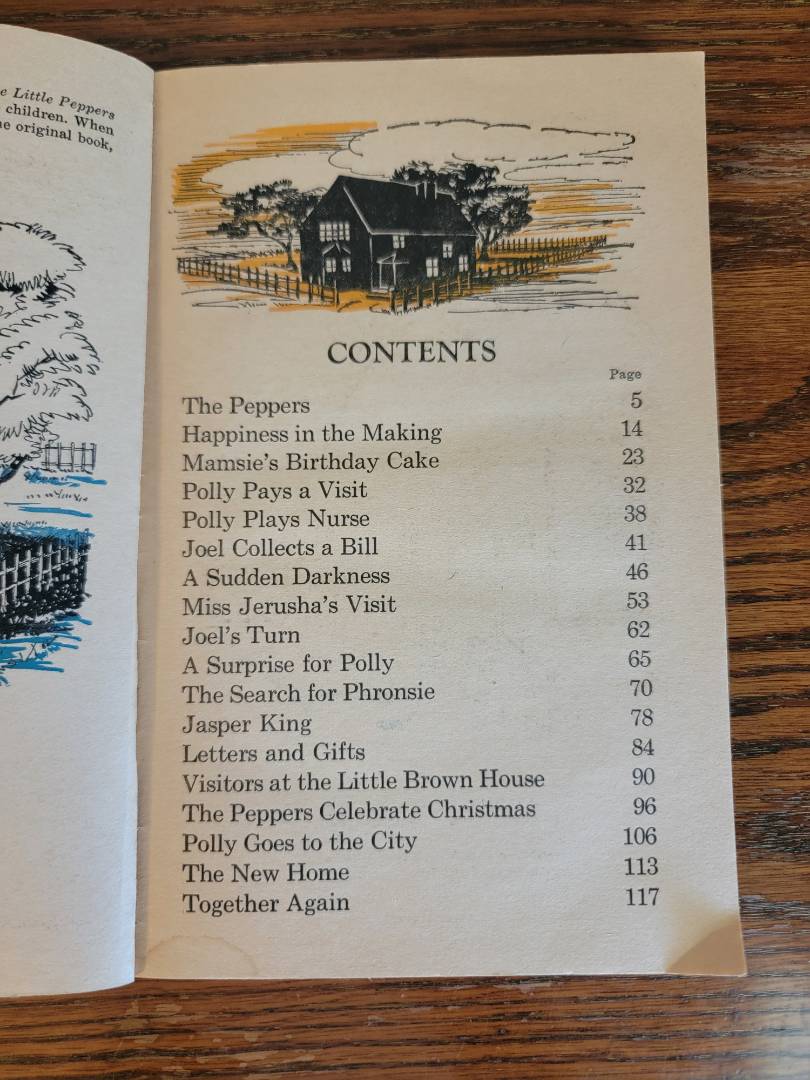 e Little Peppers
children. When
e original book,
CONTENTS
Page
The Peppers 5
Happiness in the Making 14
Mamsie's Birthday Cake 23
Polly Pays a Visit 32
Polly Plays Nurse 38
Joel Collects a Bill 41
A Sudden Darkness 46
Miss Jerusha's Visit 53
Joel's Turn 62
A Surprise for Polly 65
The Search for Phronsie 70
Jasper King 78
Letters and Gifts 84
Visitors at the Little Brown House 90
The Peppers Celebrate Christmas 96
Polly Goes to the City 106
The New Home 113
Together Again 117